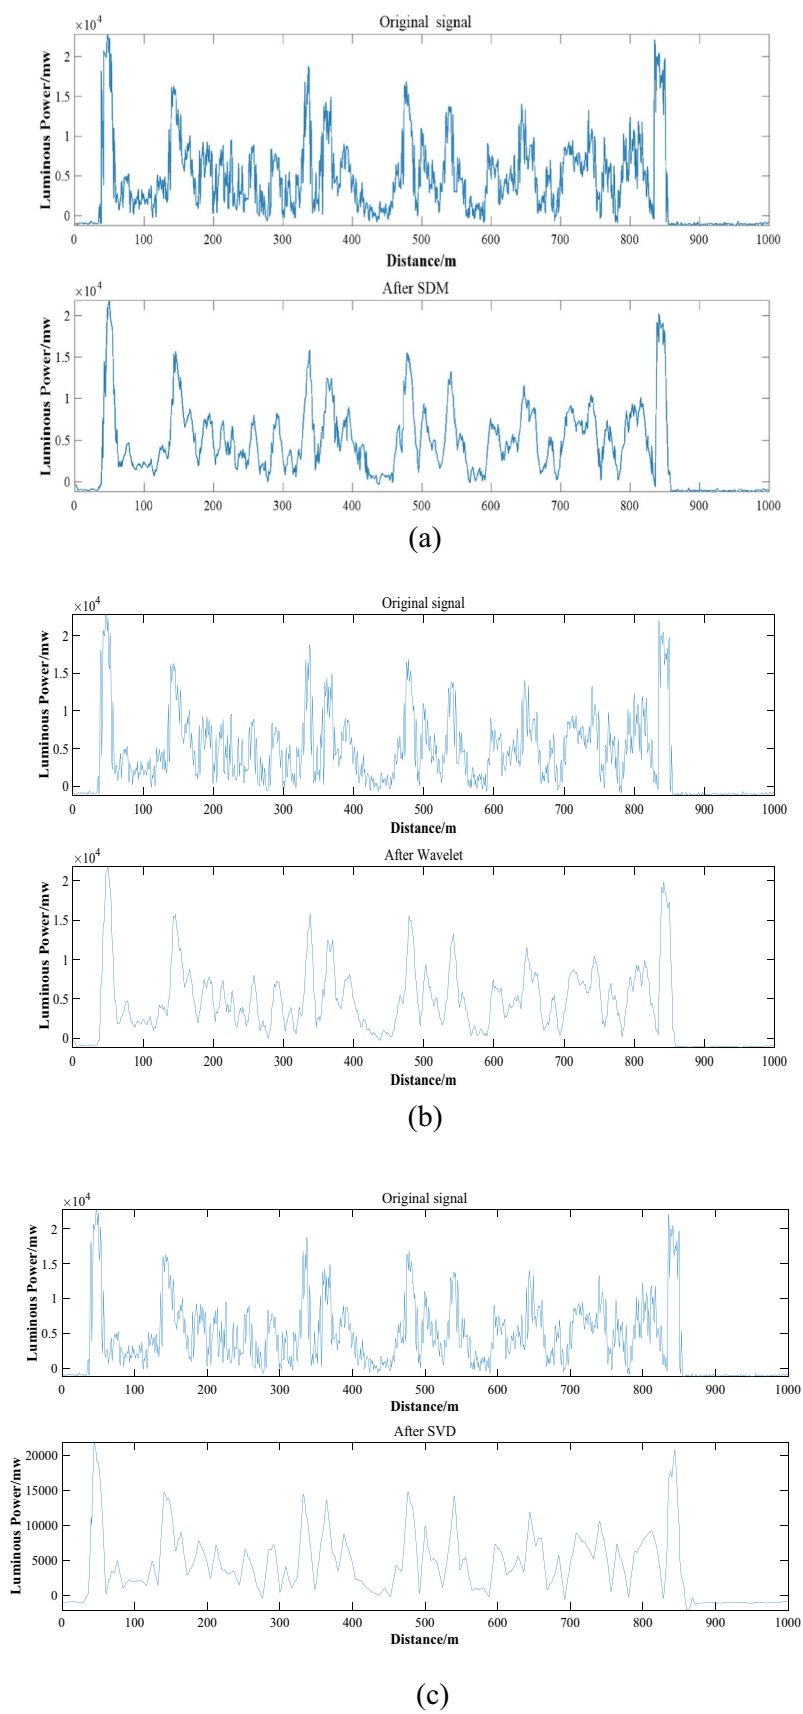 Original signal
×10⁴
2
1.5
1
0.5
0
Luminous Power/mw
0 100 200 300 400 500 600 700 800 900 1000
Distance/m
After SDM
×10⁴
2
1.5
1
0.5
0
Luminous Power/mw
0 100 200 300 400 500 600 700 800 900 1000
Distance/m
(a)
Original signal
×10⁴
2
1.5
1
0.5
0
Luminous Power/mw
0 100 200 300 400 500 600 700 800 900 1000
Distance/m
After Wavelet
×10⁴
2
1.5
1
0.5
0
Luminous Power/mw
0 100 200 300 400 500 600 700 800 900 1000
Distance/m
(b)
Original signal
×10⁴
2
1.5
1
0.5
0
Luminous Power/mw
0 100 200 300 400 500 600 700 800 900 1000
Distance/m
After SVD
20000
15000
10000
5000
0
Luminous Power/mw
0 100 200 300 400 500 600 700 800 900 1000
Distance/m
(c)